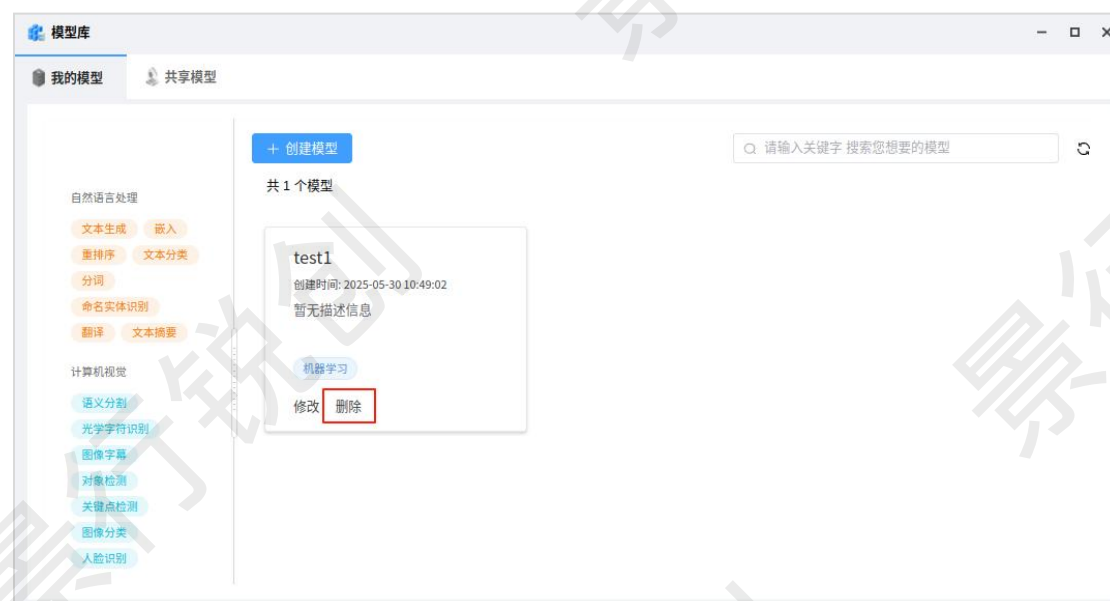 模型库
我的模型 共享模型
+ 创建模型 请输入关键字 搜索您想要的模型
共 1 个模型
自然语言处理
文本生成 嵌入
重排序 文本分类
分词
命名实体识别
翻译 文本摘要
计算机视觉
语义分割
光学字符识别
图像字幕
对象检测
关键点检测
图像分类
人脸识别
test1
创建时间: 2025-05-30 10:49:02
暂无描述信息
机器学习
修改 删除
景行锐创